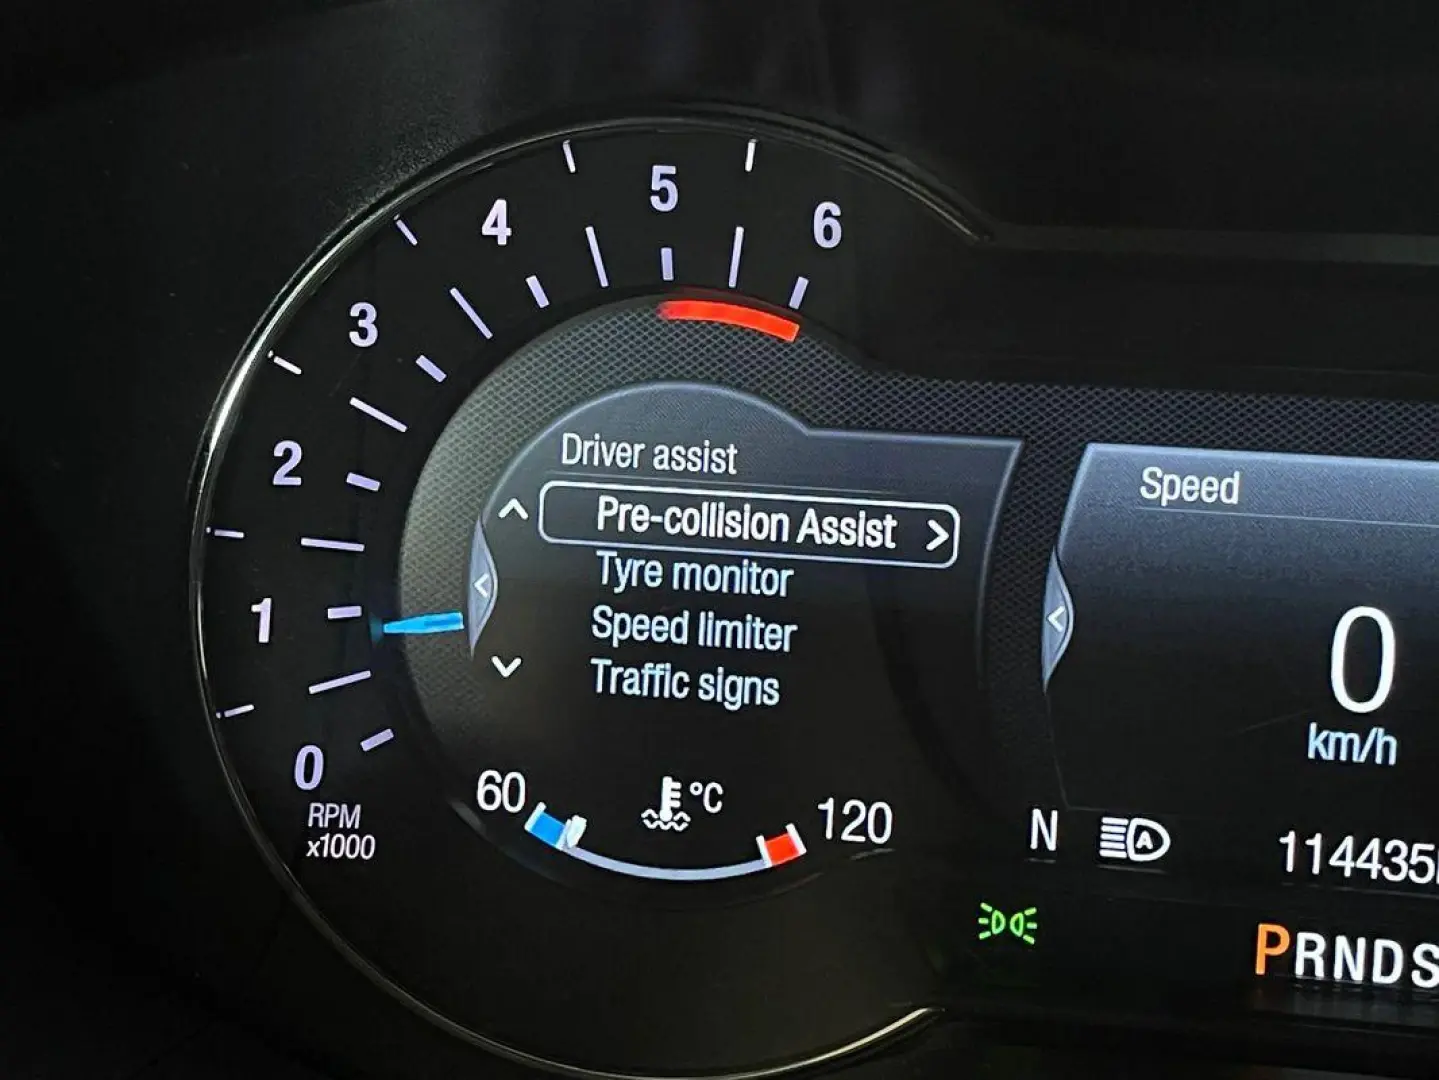 5
4
6
3
2
1
0
RPM
x1000
Driver assist
Pre-collision Assist
Tyre monitor
Speed limiter
Traffic signs
60
°C
120
Speed
0
km/h
N
A
114435
PRNDS